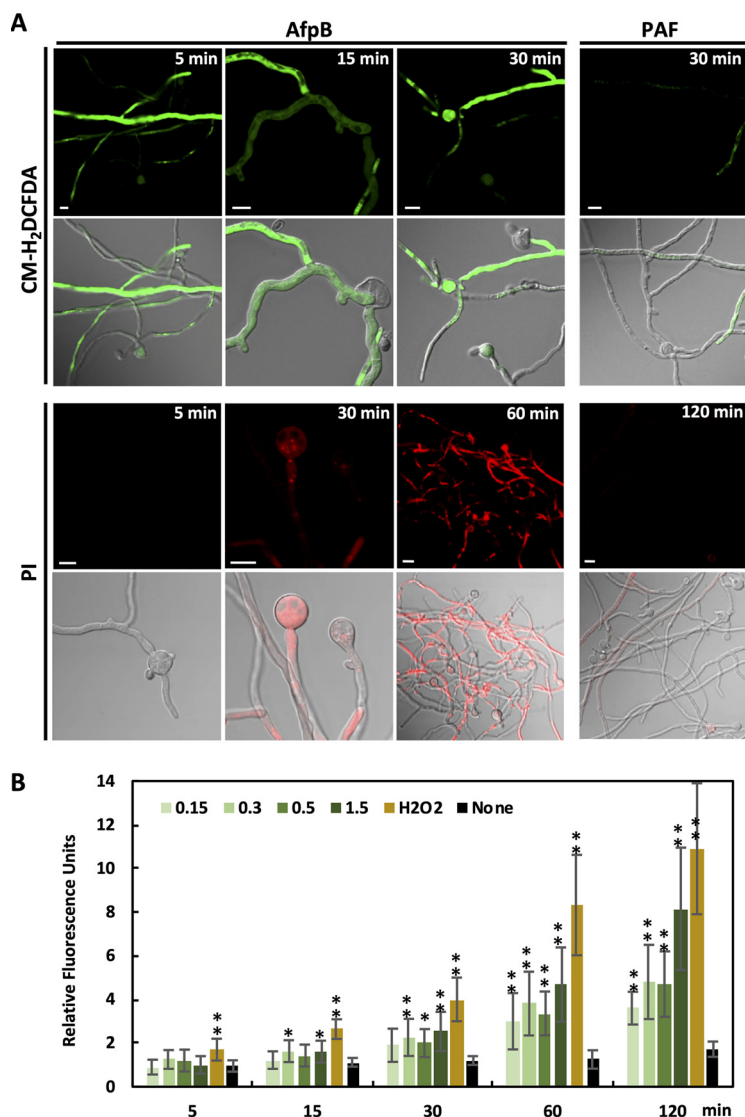 A
AfpB PAF
5 min 15 min 30 min 30 min
CM-H₂DCFDA
5 min 30 min 60 min 120 min
PI
B
14
12
10
8
6
4
2
0
Relative Fluorescence Units
0.15 0.3 0.5 1.5 H2O2 None
** * * ** ** * ** ** ** ** ** ** ** ** ** ** ** **
5 15 30 60 120 min